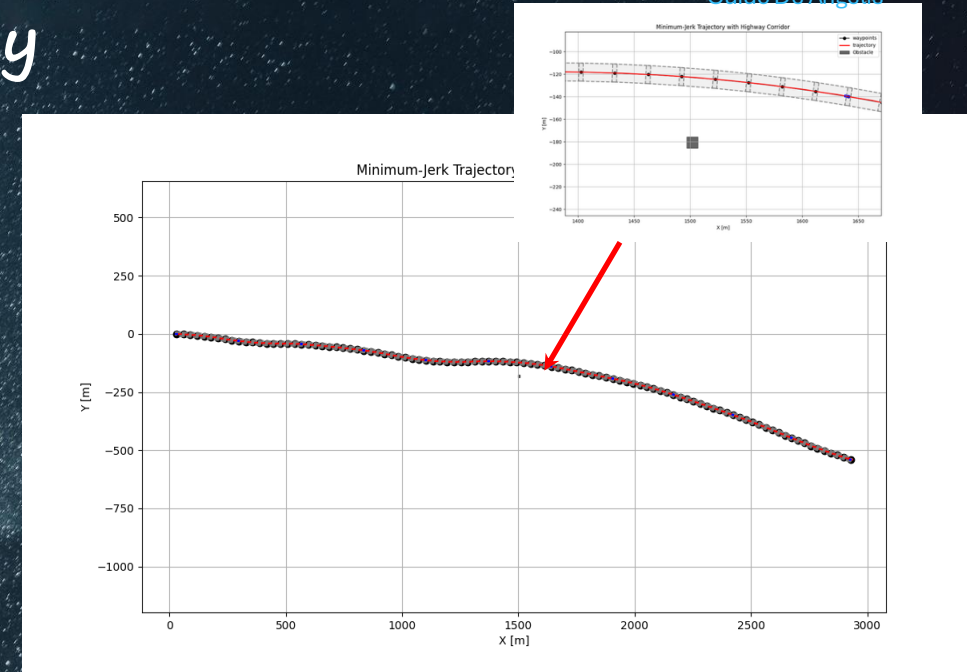 y
Minimum-Jerk Trajectory with Highway Corridor
waypoints
trajectory
Obstacle
−100
−120
−140
−160
−180
−200
−220
−240
Y [m]
1400
1450
1500
1550
1600
1650
X [m]
Minimum-Jerk Trajectory
500
250
0
−250
−500
−750
−1000
Y [m]
0
500
1000
1500
2000
2500
3000
X [m]